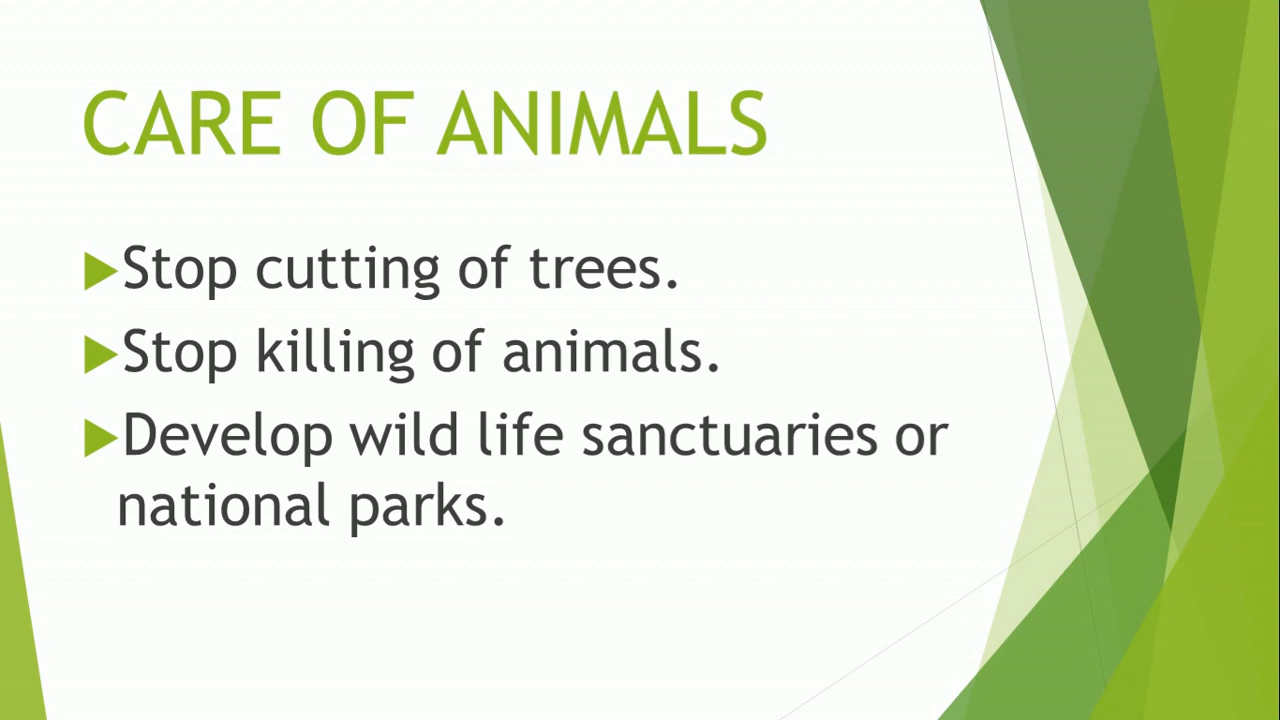 CARE OF ANIMALS
Stop cutting of trees.
Stop killing of animals.
Develop wild life sanctuaries or
national parks.